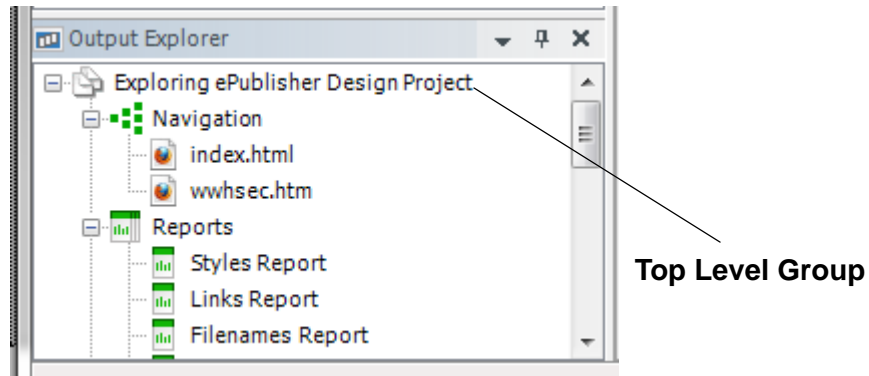 Output Explorer
Exploring ePublisher Design Project
Navigation
index.html
wwhsec.htm
Reports
Styles Report
Links Report
Filenames Report
Top Level Group